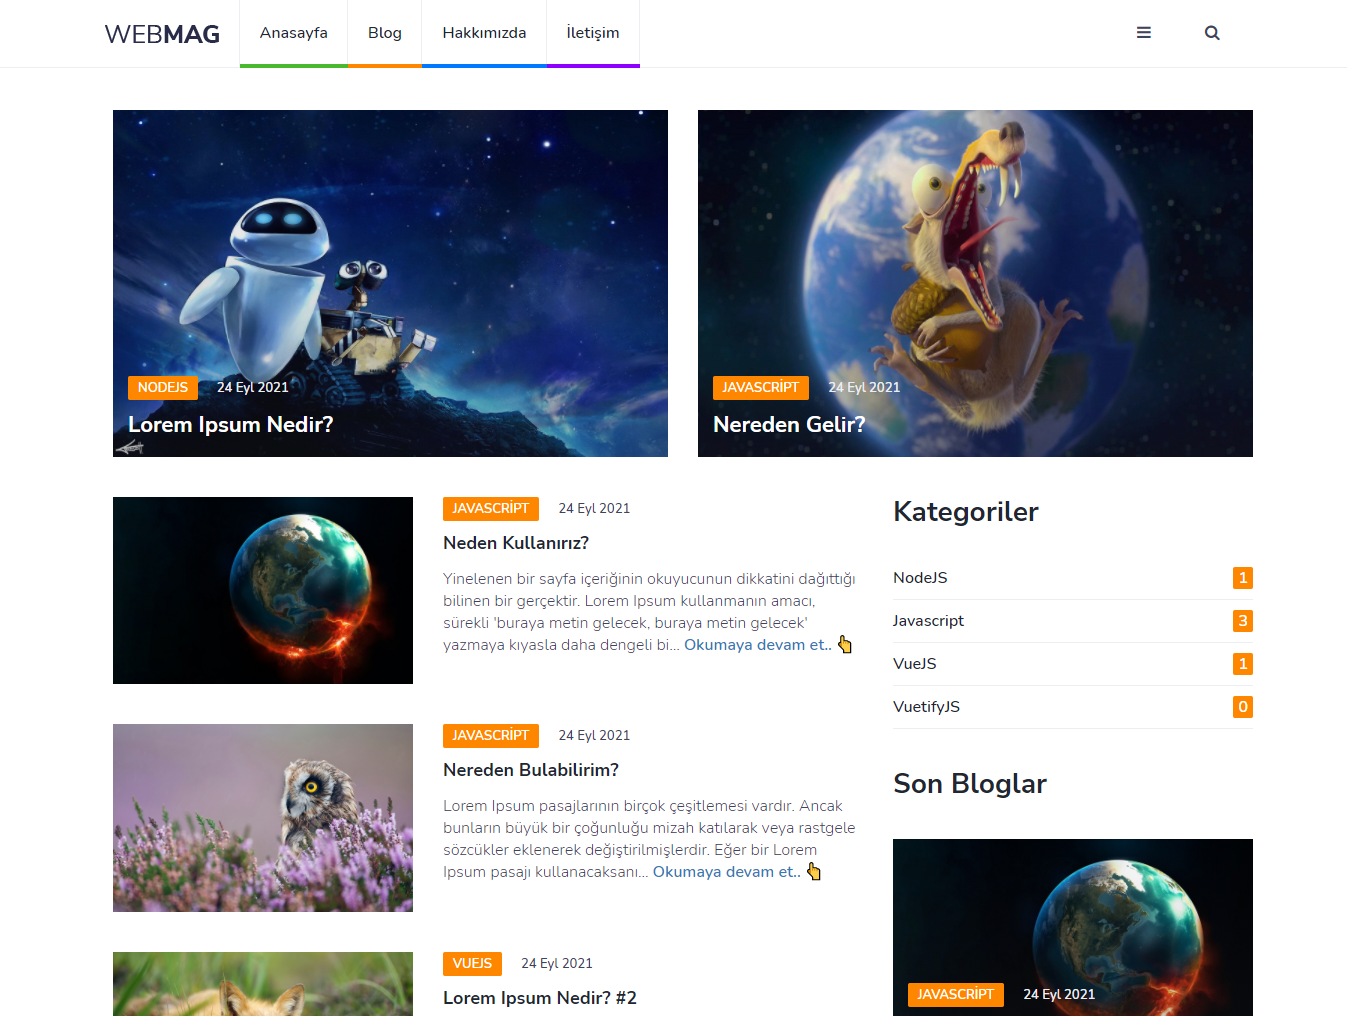 WEBMAG
Anasayfa
Blog
Hakkımızda
İletişim
NODEJS
24 Eyl 2021
Lorem Ipsum Nedir?
JAVASCRİPT
24 Eyl 2021
Nereden Gelir?
JAVASCRİPT
24 Eyl 2021
Neden Kullanırız?
Yinelenen bir sayfa içeriğinin okuyucunun dikkatini dağıttığı
bilinen bir gerçektir. Lorem Ipsum kullanmanın amacı,
sürekli 'buraya metin gelecek, buraya metin gelecek'
yazmaya kıyasla daha dengeli bi... Okumaya devam et.. 👆
JAVASCRİPT
24 Eyl 2021
Nereden Bulabilirim?
Lorem Ipsum pasajlarının birçok çeşitlemesi vardır. Ancak
bunların büyük bir çoğunluğu mizah katılarak veya rastgele
sözcükler eklenerek değiştirilmişlerdir. Eğer bir Lorem
Ipsum pasajı kullanacaksanı... Okumaya devam et.. 👆
VUEJS
24 Eyl 2021
Lorem Ipsum Nedir? #2
Kategoriler
NodeJS 1
Javascript 3
VueJS 1
VuetifyJS 0
Son Bloglar
JAVASCRİPT
24 Eyl 2021